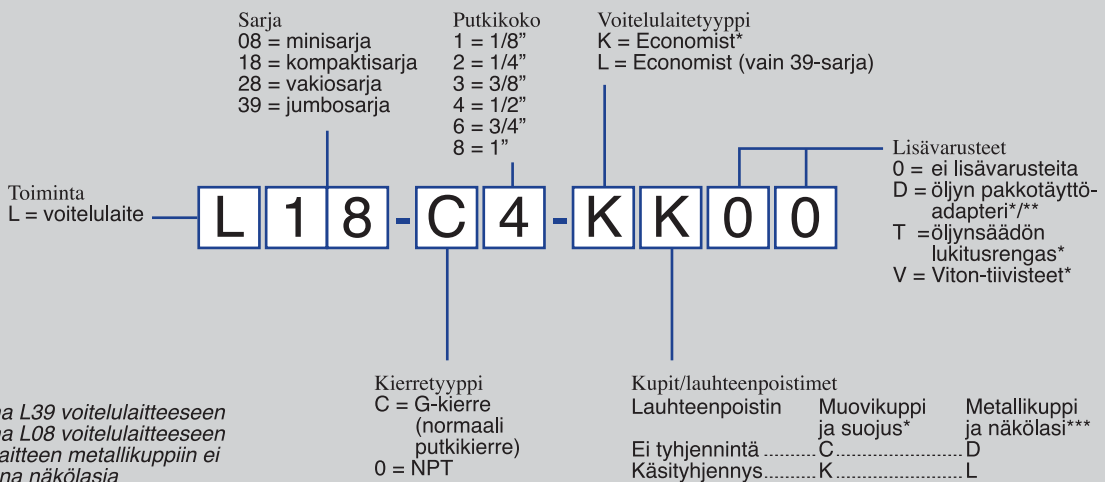 Sarja
08 = minisarja
18 = kompaktisarja
28 = vakiosarja
39 = jumbosarja
Putkikoko
1 = 1/8”
2 = 1/4”
3 = 3/8”
4 = 1/2”
6 = 3/4”
8 = 1”
Voitelulaitetyyppi
K = Economist*
L = Economist (vain 39-sarja)
Lisävarusteet
0 = ei lisävarusteita
D = öljyn pakkotäyttö-
adapteri*/**
T =öljynsäädön
lukitusrengas*
V = Viton-tiivisteet*
Toiminta
L = voitelulaite
L 1 8 - C 4 - K K 0 0
Kierretyyppi
C = G-kierre
(normaali
putkikierre)
0 = NPT
Kupit/lauhteenpoistimet
Lauhteenpoistin Muovikuppi Metallikuppi
ja suojus* ja näkölasi***
Ei tyhjennintä ........... C ........................ D
Käsityhjennys .......... K ........................ L
a L39 voitelulaitteeseen
a L08 voitelulaitteeseen
aitteen metallikuppiin ei
na näkölasia